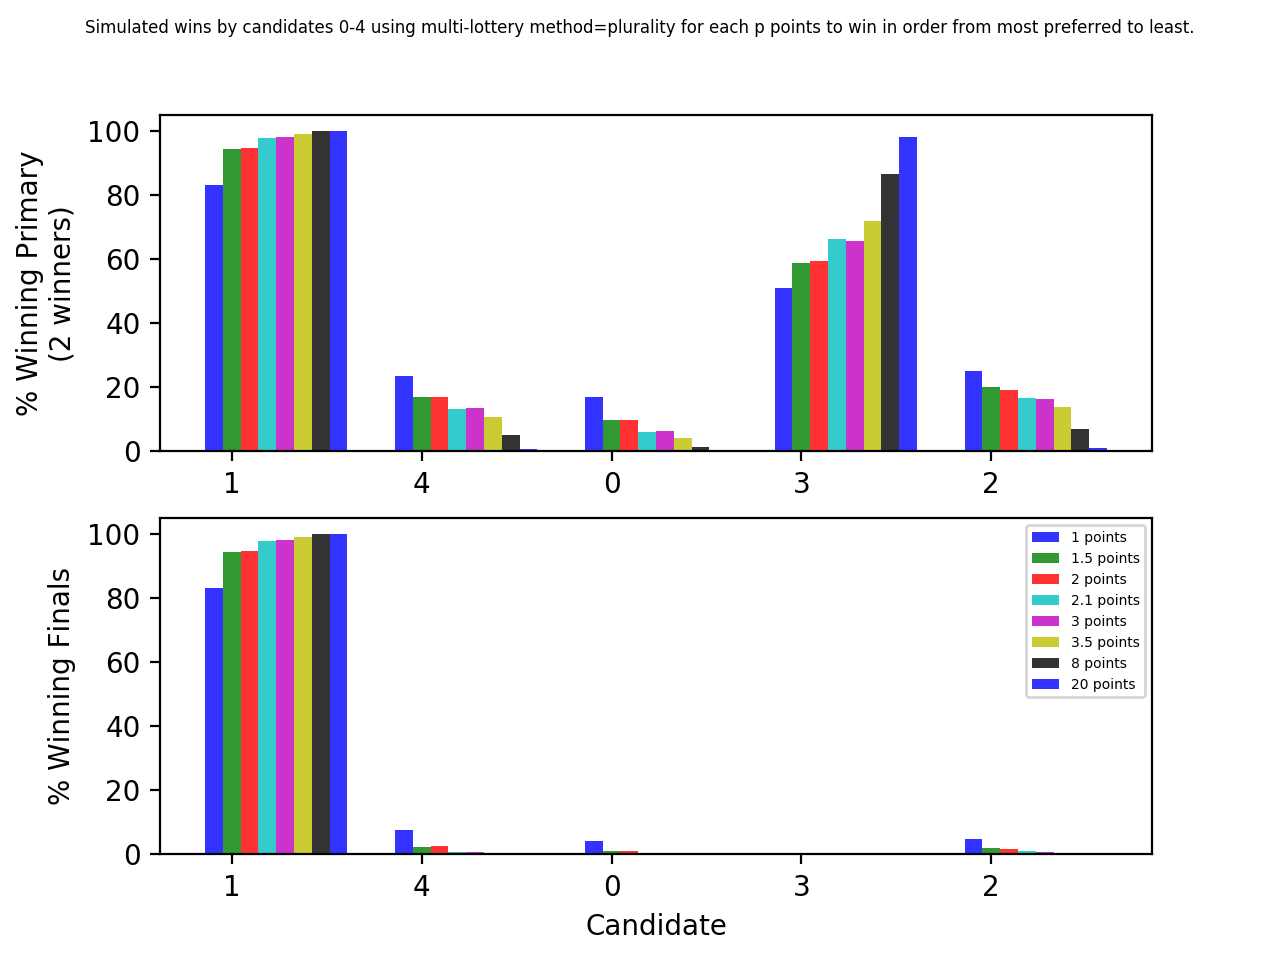 Simulated wins by candidates 0-4 using multi-lottery method=plurality for each p points to win in order from most preferred to least.
% Winning Primary
(2 winners)
100
80
60
40
20
0
1
4
0
3
2
% Winning Finals
100
80
60
40
20
0
1 points
1.5 points
2 points
2.1 points
3 points
3.5 points
8 points
20 points
1
4
0
3
2
Candidate